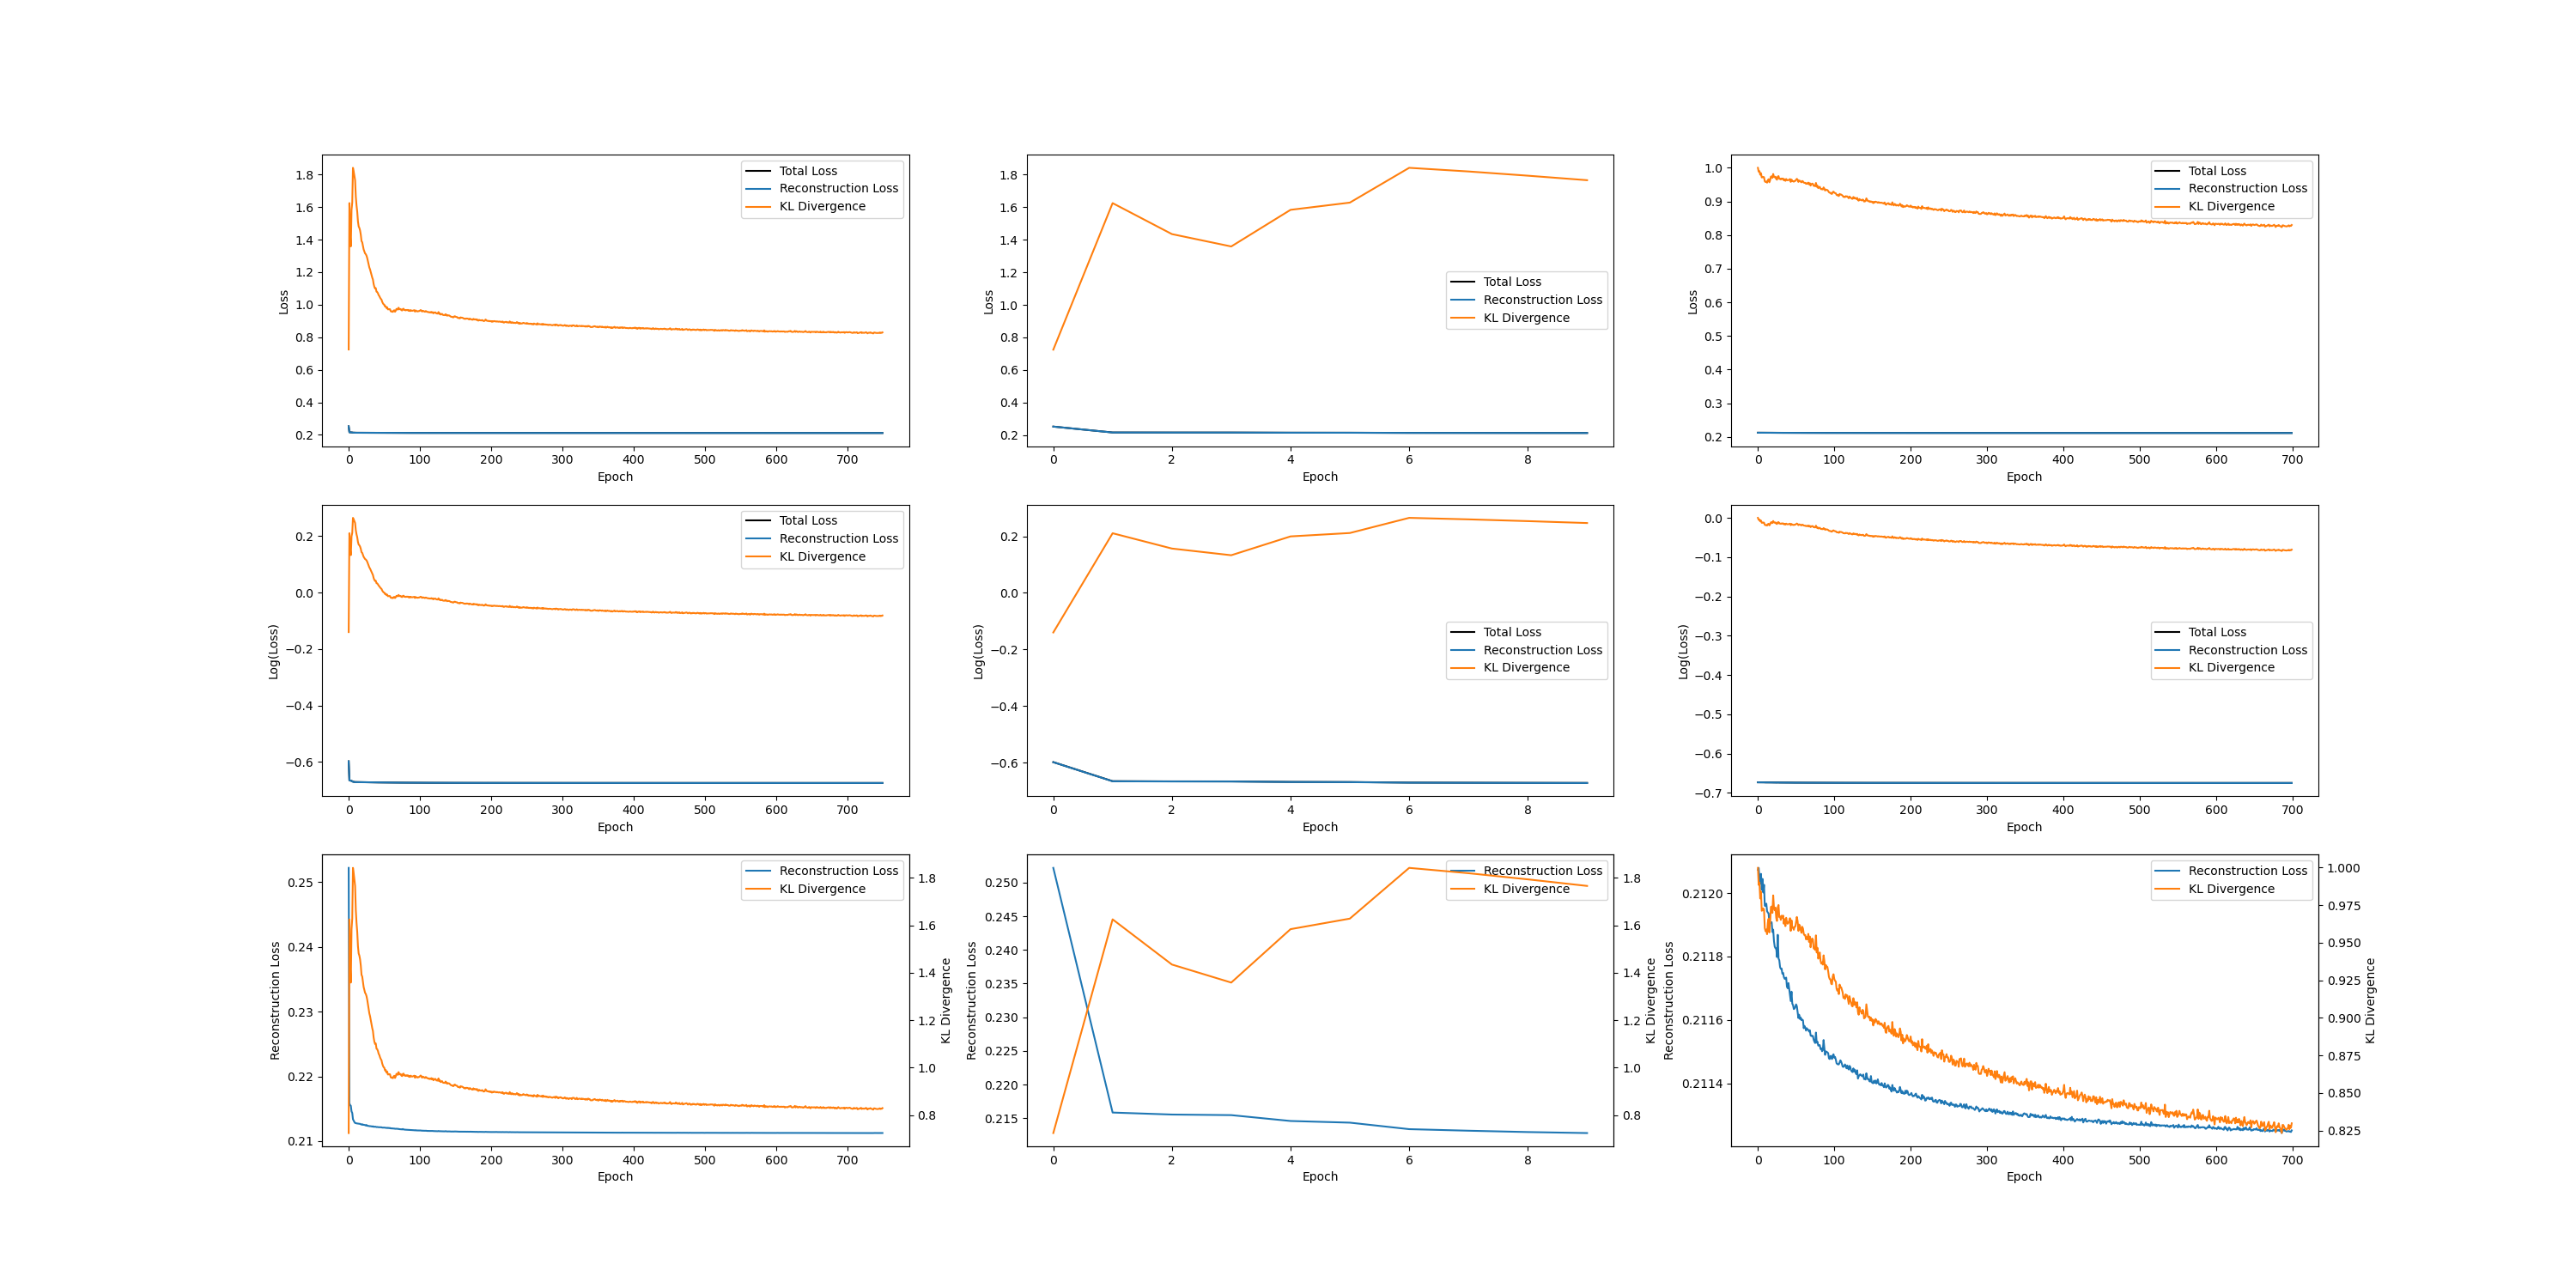 Loss
1.8
1.6
1.4
1.2
1.0
0.8
0.6
0.4
0.2
0 100 200 300 400 500 600 700
Epoch
Total Loss
Reconstruction Loss
KL Divergence
Loss
1.8
1.6
1.4
1.2
1.0
0.8
0.6
0.4
0.2
0 2 4 6 8
Epoch
Total Loss
Reconstruction Loss
KL Divergence
Loss
1.0
0.9
0.8
0.7
0.6
0.5
0.4
0.3
0.2
0 100 200 300 400 500 600 700
Epoch
Total Loss
Reconstruction Loss
KL Divergence
Log(Loss)
0.2
0.0
−0.2
−0.4
−0.6
0 100 200 300 400 500 600 700
Epoch
Total Loss
Reconstruction Loss
KL Divergence
Log(Loss)
0.2
0.0
−0.2
−0.4
−0.6
0 2 4 6 8
Epoch
Total Loss
Reconstruction Loss
KL Divergence
Log(Loss)
0.0
−0.1
−0.2
−0.3
−0.4
−0.5
−0.6
−0.7
0 100 200 300 400 500 600 700
Epoch
Total Loss
Reconstruction Loss
KL Divergence
Reconstruction Loss
0.25
0.24
0.23
0.22
0.21
0 100 200 300 400 500 600 700
Epoch
Reconstruction Loss
KL Divergence
1.8
1.6
1.4
1.2
1.0
0.8
KL Divergence
Reconstruction Loss
0.250
0.245
0.240
0.235
0.230
0.225
0.220
0.215
0 2 4 6 8
Epoch
Reconstruction Loss
KL Divergence
1.8
1.6
1.4
1.2
1.0
0.8
KL Divergence
Reconstruction Loss
0.2120
0.2118
0.2116
0.2114
0 100 200 300 400 500 600 700
Epoch
Reconstruction Loss
KL Divergence
1.000
0.975
0.950
0.925
0.900
0.875
0.850
0.825
KL Divergence